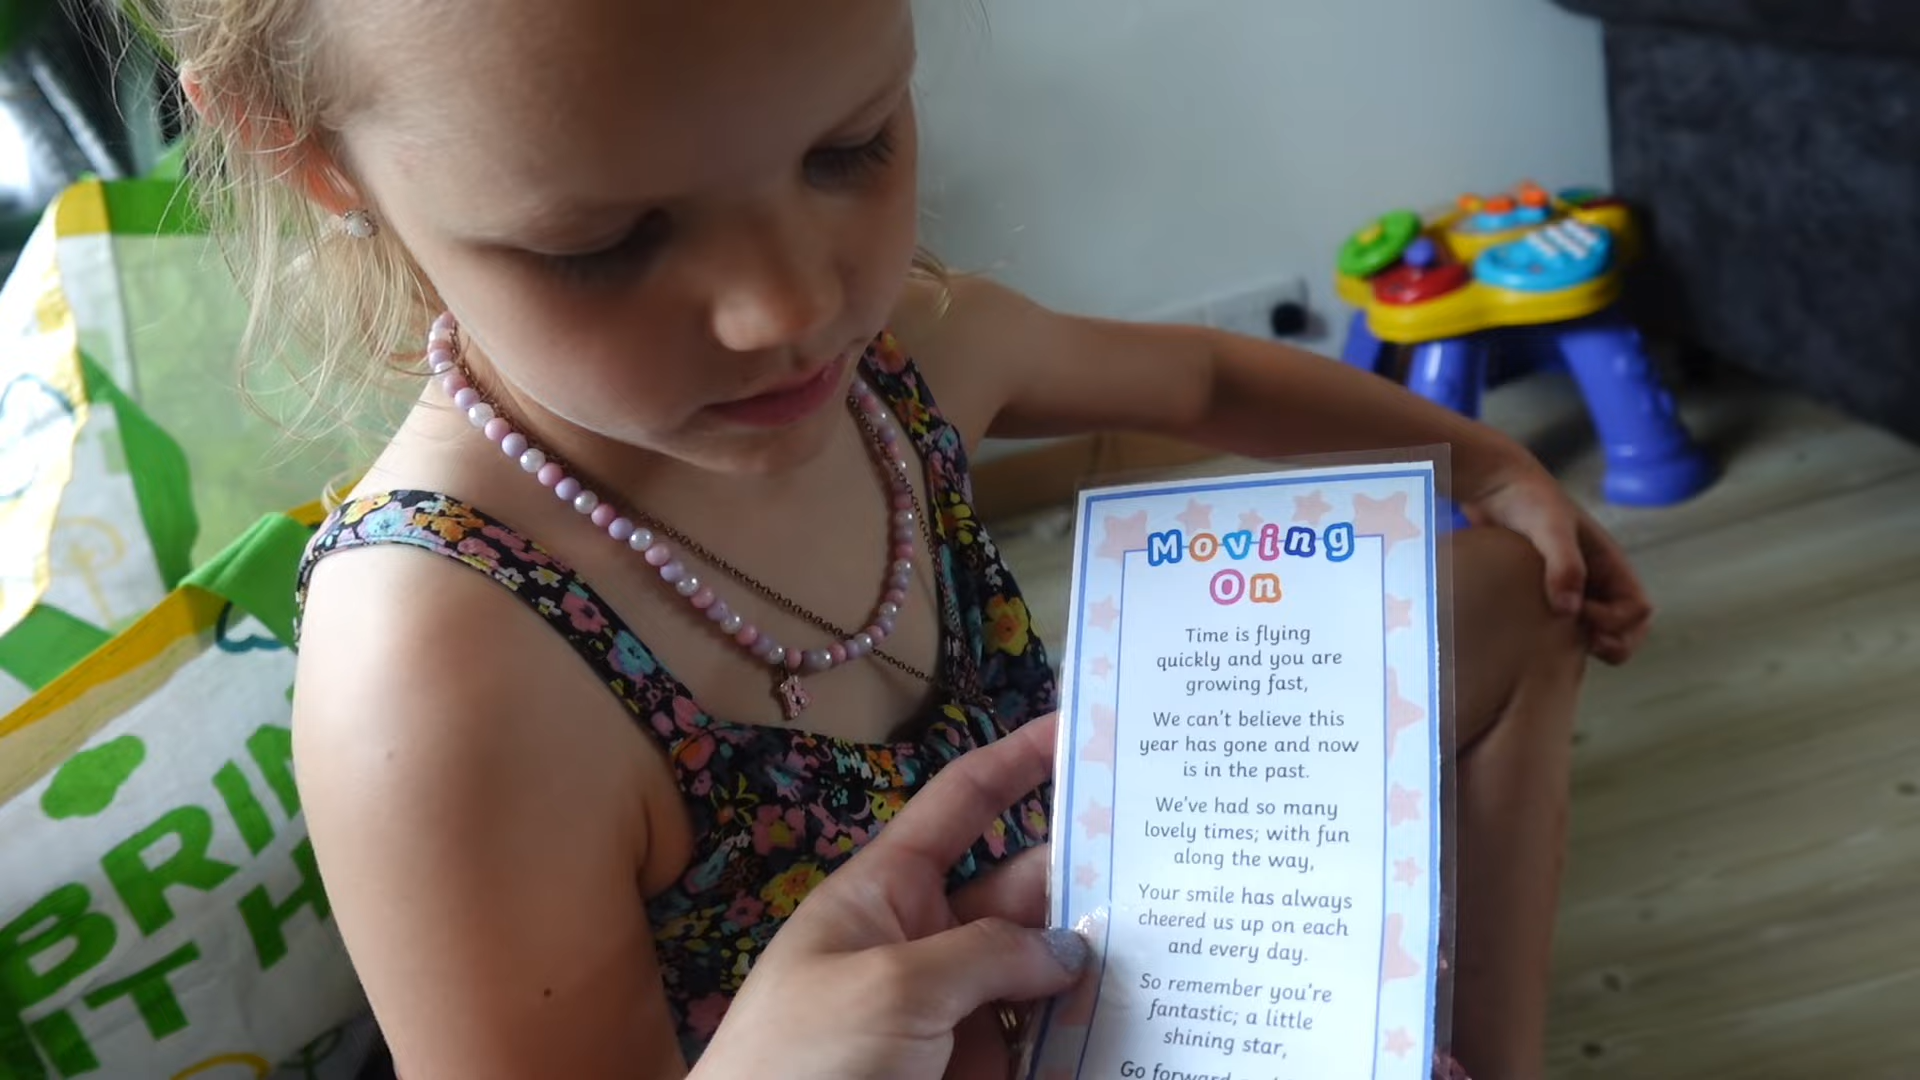 Moving
On
Time is flying
quickly and you are
growing fast,
We can't believe this
year has gone and now
is in the past.
We've had so many
lovely times; with fun
along the way,
Your smile has always
cheered us up on each
and every day.
So remember you're
fantastic; a little
shining star,
Go forward
BRIN
IT H